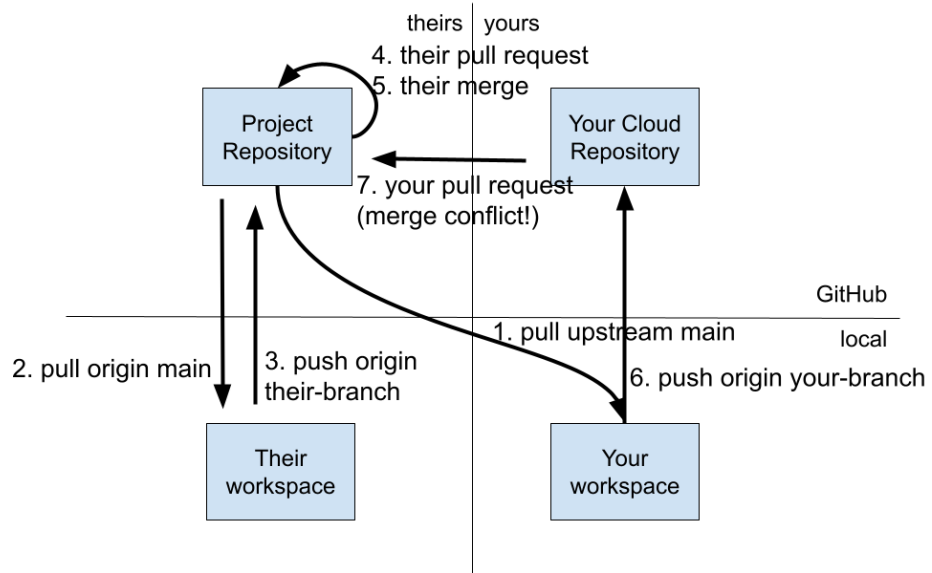 theirs yours
4. their pull request
5. their merge
Project
Repository
Your Cloud
Repository
7. your pull request
(merge conflict!)
GitHub
1. pull upstream main
local
2. pull origin main
3. push origin
their-branch
6. push origin your-branch
Their
workspace
Your
workspace